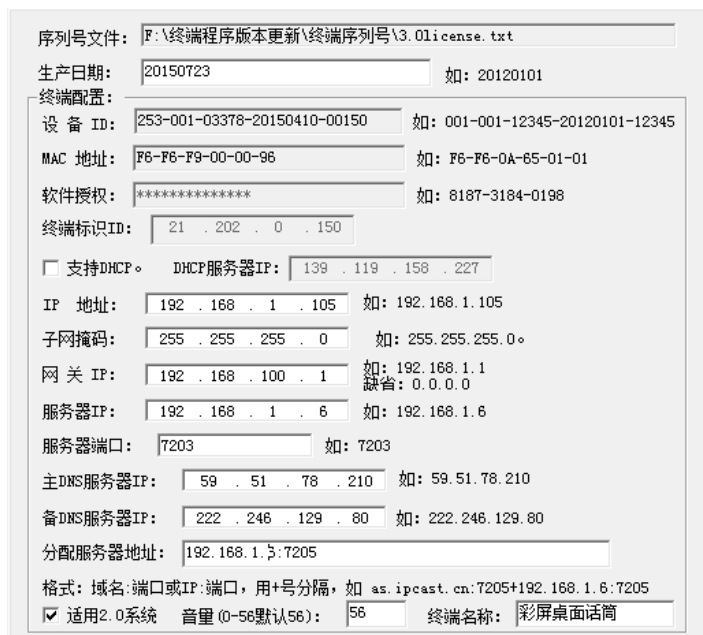 序列号文件: F:\终端程序版本更新\终端序列号\3.0license.txt
生产日期: 20150723 如: 20120101
终端配置:
设 备 ID: 253-001-03378-20150410-00150 如: 001-001-12345-20120101-12345
MAC 地址: F6-F6-F9-00-00-96 如: F6-F6-0A-65-01-01
软件授权: ************** 如: 8187-3184-0198
终端标识ID: 21 . 202 . 0 . 150
支持DHCP。 DHCP服务器IP: 139 . 119 . 158 . 227
IP 地址: 192 . 168 . 1 . 105 如: 192.168.1.105
子网掩码: 255 . 255 . 255 . 0 如: 255.255.255.0。
网 关 IP: 192 . 168 . 100 . 1 如: 192.168.1.1
缺省: 0.0.0.0
服务器IP: 192 . 168 . 1 . 6 如: 192.168.1.6
服务器端口: 7203 如: 7203
主DNS服务器IP: 59 . 51 . 78 . 210 如: 59.51.78.210
备DNS服务器IP: 222 . 246 . 129 . 80 如: 222.246.129.80
分配服务器地址: 192.168.1. :7205
格式: 域名:端口或IP:端口, 用+号分隔, 如 as.ipcast.cn:7205+192.168.1.6:7205
适用2.0系统 音量(0-56默认56): 56 终端名称: 彩屏桌面话筒